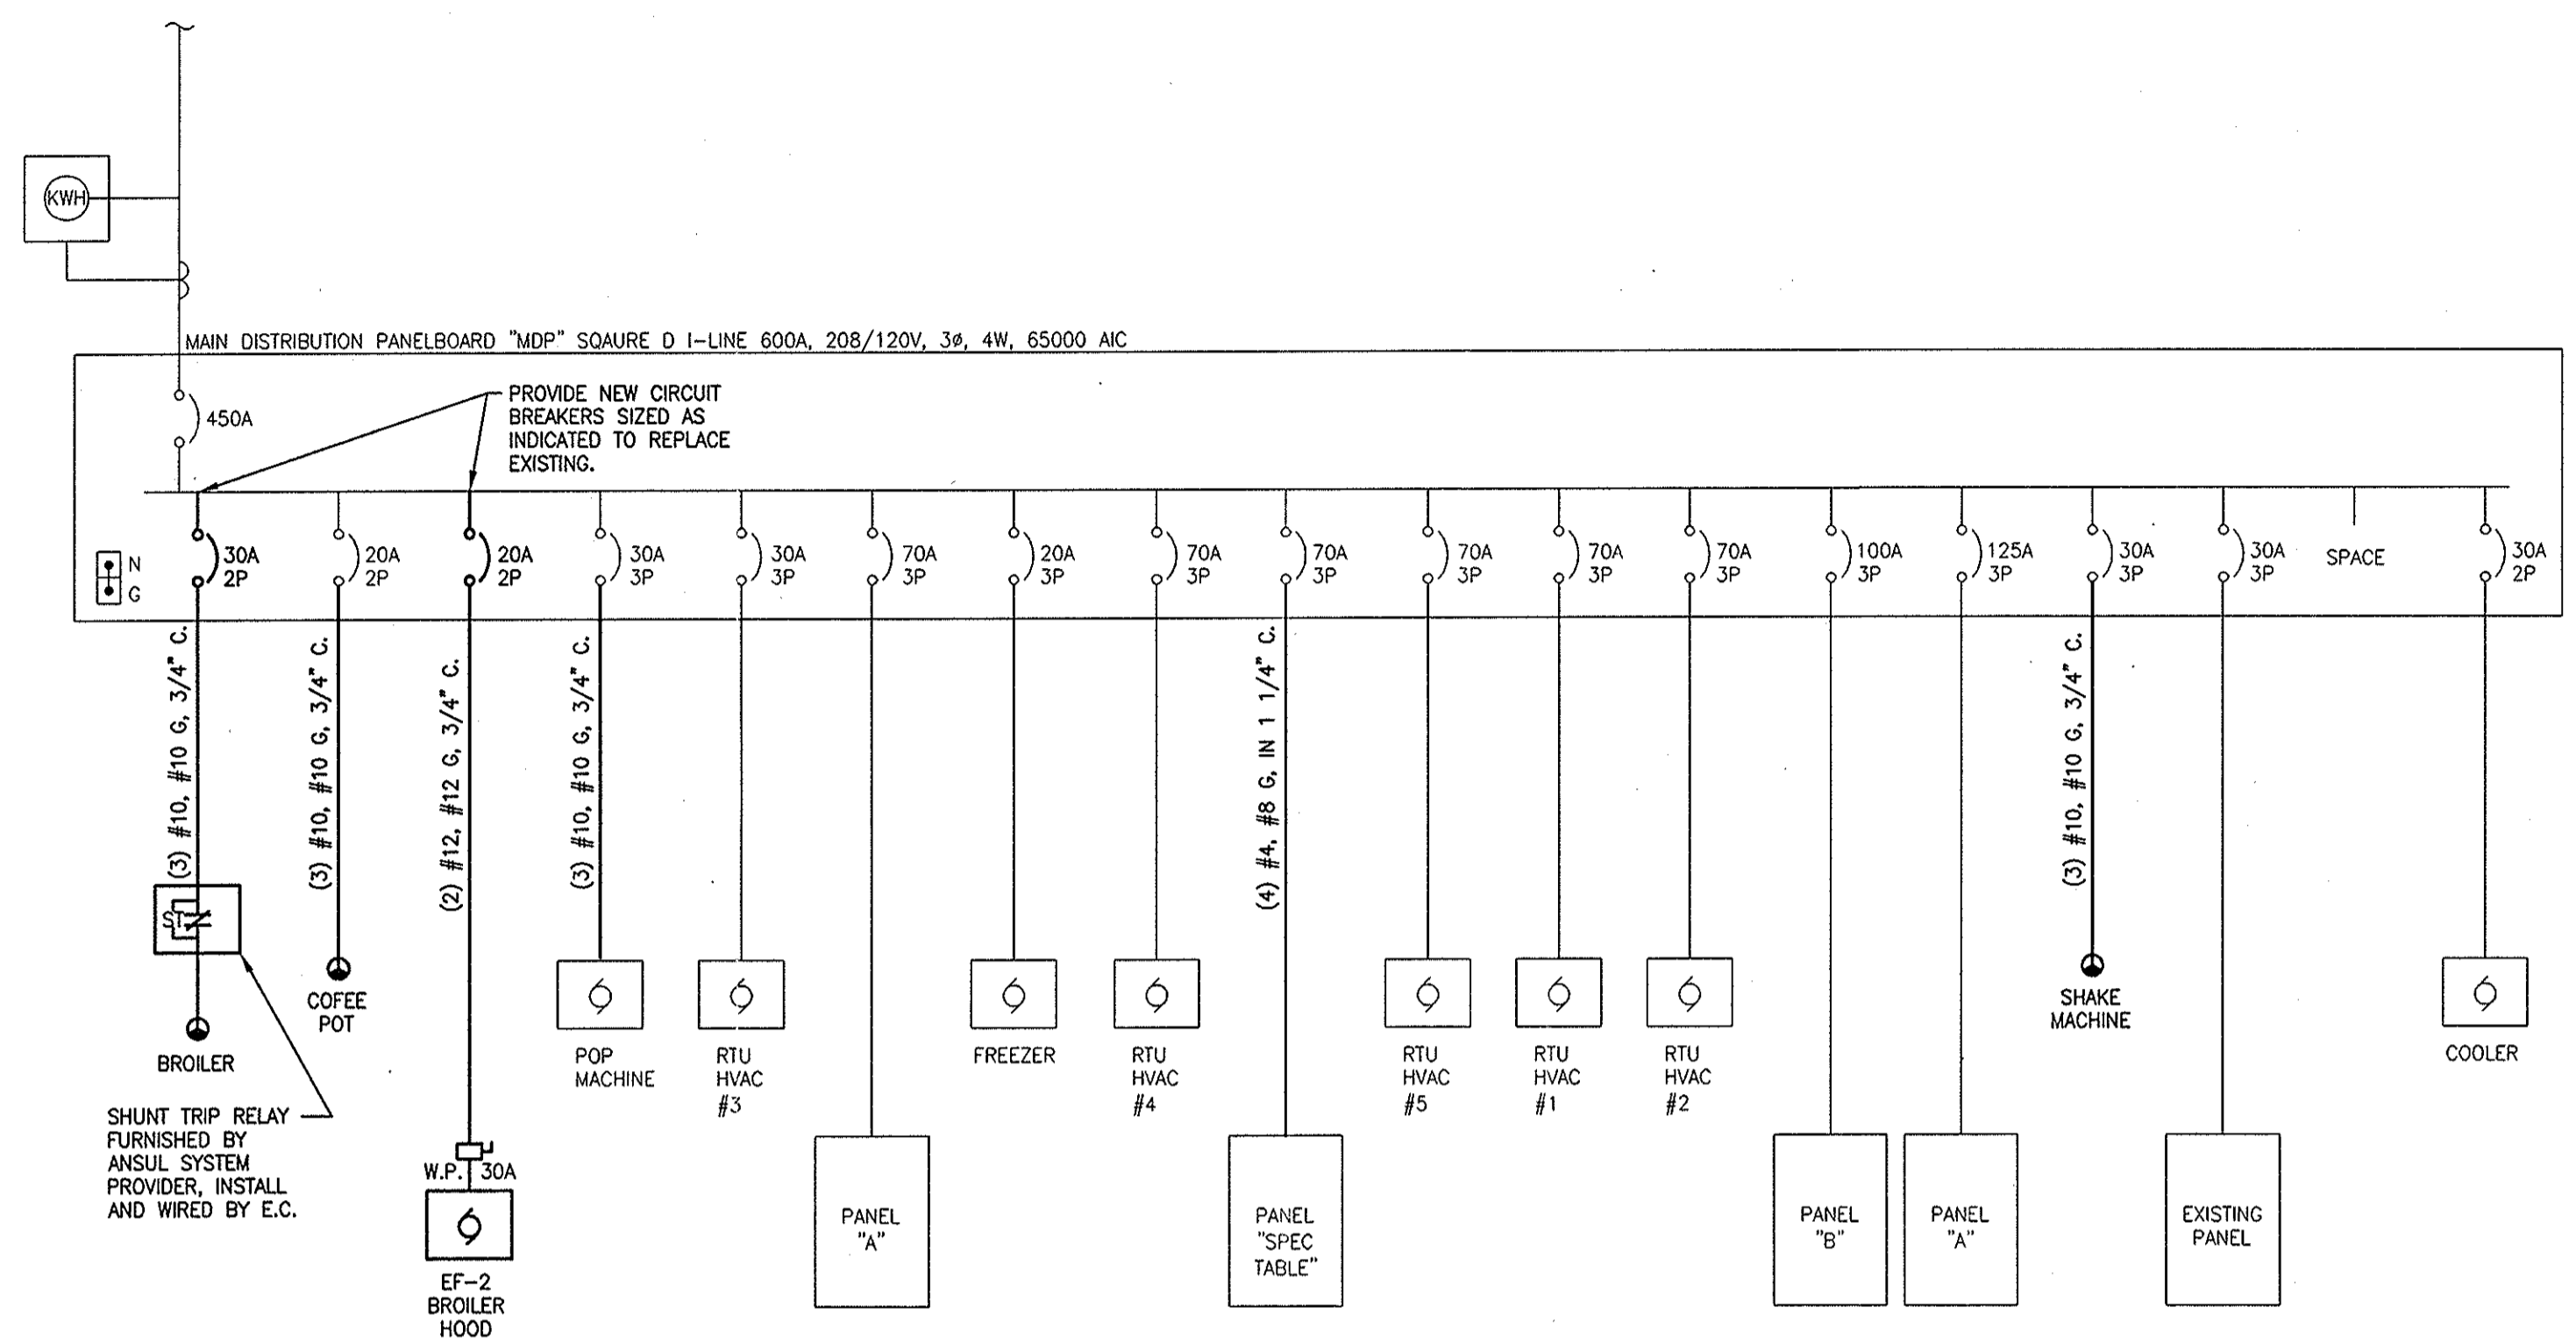 KWH
MAIN DISTRIBUTION PANELBOARD "MDP" SQAURE D I-LINE 600A, 208/120V, 3ø, 4W, 65000 AIC
450A
PROVIDE NEW CIRCUIT
BREAKERS SIZED AS
INDICATED TO REPLACE
EXISTING.
N
G
30A
2P
20A
2P
20A
2P
30A
3P
30A
3P
70A
3P
20A
3P
70A
3P
70A
3P
70A
3P
70A
3P
70A
3P
100A
3P
125A
3P
30A
3P
30A
3P
SPACE
30A
2P
(3) #10, #10 G, 3/4" C.
(3) #10, #10 G, 3/4" C.
(2) #12, #12 G, 3/4" C.
(3) #10, #10 G, 3/4" C.
(4) #4, #8 G, IN 1 1/4" C.
(3) #10, #10 G, 3/4" C.
ST
BROILER
SHUNT TRIP RELAY
FURNISHED BY
ANSUL SYSTEM
PROVIDER, INSTALL
AND WIRED BY E.C.
COFEE
POT
W.P. 30A
EF-2
BROILER
HOOD
POP
MACHINE
RTU
HVAC
#3
PANEL
"A"
FREEZER
RTU
HVAC
#4
PANEL
"SPEC
TABLE"
RTU
HVAC
#5
RTU
HVAC
#1
RTU
HVAC
#2
PANEL
"B"
PANEL
"A"
SHAKE
MACHINE
EXISTING
PANEL
COOLER